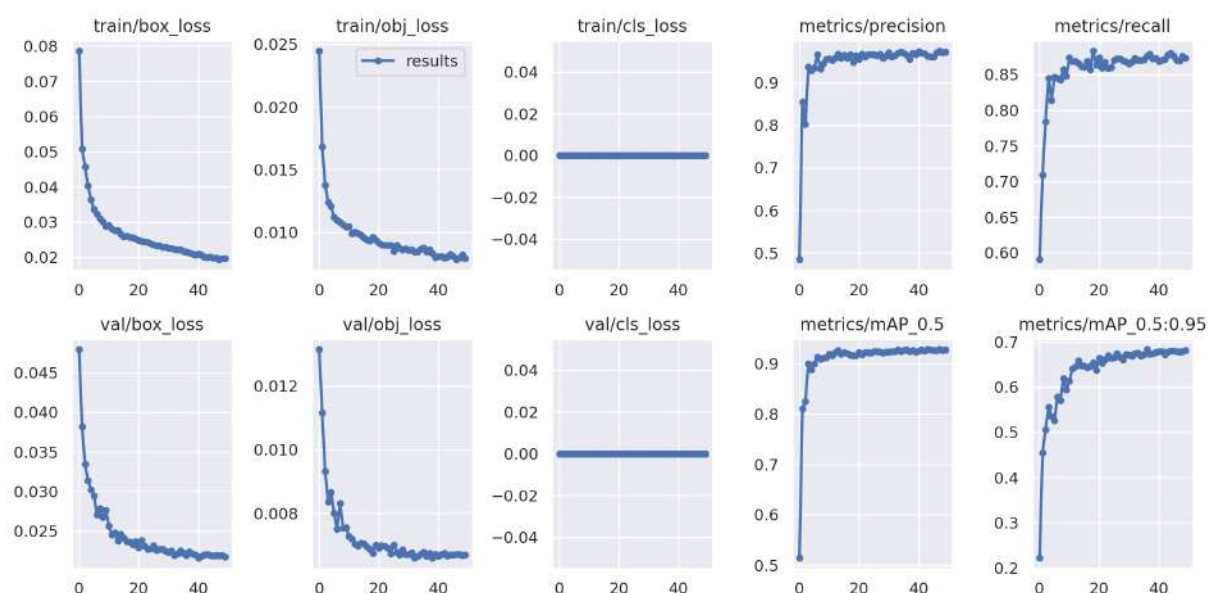 train/box_loss
0.08
0.07
0.06
0.05
0.04
0.03
0.02
0 20 40
train/obj_loss
results
0.025
0.020
0.015
0.010
0 20 40
train/cls_loss
0.04
0.02
0.00
−0.02
−0.04
0 20 40
metrics/precision
0.9
0.8
0.7
0.6
0.5
0 20 40
metrics/recall
0.85
0.80
0.75
0.70
0.65
0.60
0 20 40
val/box_loss
0.045
0.040
0.035
0.030
0.025
0 20 40
val/obj_loss
0.012
0.010
0.008
0 20 40
val/cls_loss
0.04
0.02
0.00
−0.02
−0.04
0 20 40
metrics/mAP_0.5
0.9
0.8
0.7
0.6
0.5
0 20 40
metrics/mAP_0.5:0.95
0.7
0.6
0.5
0.4
0.3
0.2
0 20 40